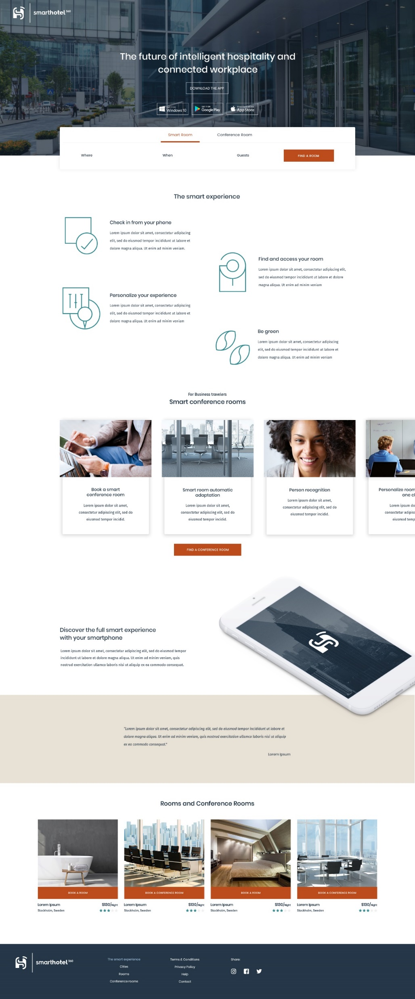 smarthotel360
The future of intelligent hospitality and
connected workplace
DOWNLOAD THE APP
Get it on
Windows 10
GET IT ON
Google Play
Download on the
App Store
Smart Room
Conference Room
Where
When
Guests
FIND A ROOM
The smart experience
Check in from your phone
Lorem ipsum dolor sit amet, consectetur adipiscing
elit, sed do eiusmod tempor incididunt ut labore et
dolore magna aliqua. Ut enim ad minim veniam.
Find and access your room
Lorem ipsum dolor sit amet, consectetur adipiscing elit,
sed do eiusmod tempor incididunt ut labore et dolore
magna aliqua. Ut enim ad minim veniam
Personalize your experience
Lorem ipsum dolor sit amet, consectetur adipiscing
elit, sed do eiusmod tempor incididunt ut labore et
dolore magna aliqua. Ut enim ad minim veniam
Be green
Lorem ipsum dolor sit amet, consectetur adipiscing
elit, sed do eiusmod tempor incididunt ut labore et
dolore magna aliqua. Ut enim ad minim veniam
For Business travelers
Smart conference rooms
Book a smart
conference room
Lorem ipsum dolor sit amet,
consectetur adipiscing elit, sed do
eiusmod tempor incidid.
Smart room automatic
adaptation
Lorem ipsum dolor sit amet,
consectetur adipiscing elit, sed do
eiusmod tempor incidid.
Person recognition
Lorem ipsum dolor sit amet,
consectetur adipiscing elit, sed do
eiusmod tempor incidid.
Personalize room
one cl
Lorem ipsum do
consectetur adipisc
eiusmod temp
FIND A CONFERENCE ROOM
Discover the full smart experience
with your smartphone
Lorem ipsum dolor sit amet, consectetur adipiscing elit, sed do eiusmod tempor
incididunt ut labore et dolore magna aliqua. Ut enim ad minim veniam, quis
nostrud exercitation ullamco laboris nisi ut aliquip ex ea commodo consequat.
"Lorem ipsum dolor sit amet, consectetur adipiscing elit, sed do eiusmod tempor incididunt ut labore et
dolore magna aliqua. Ut enim ad minim veniam, quis nostrud exercitation ullamco laboris nisi ut aliquip
ex ea commodo consequat."
Lorem Ipsum
Rooms and Conference Rooms
BOOK A ROOM
Lorem Ipsum $130/Night
Stockholm, Sweden
BOOK A CONFERENCE ROOM
Lorem Ipsum $130/Night
Stockholm, Sweden
BOOK A ROOM
Lorem Ipsum $130/Night
Stockholm, Sweden
BOOK A CONFERENCE ROOM
Lorem Ipsum $130/Night
Stockholm, Sweden
smarthotel360
The smart experience
Cities
Rooms
Conference rooms
Terms & Conditions
Privacy Policy
Help
Contact
Share: